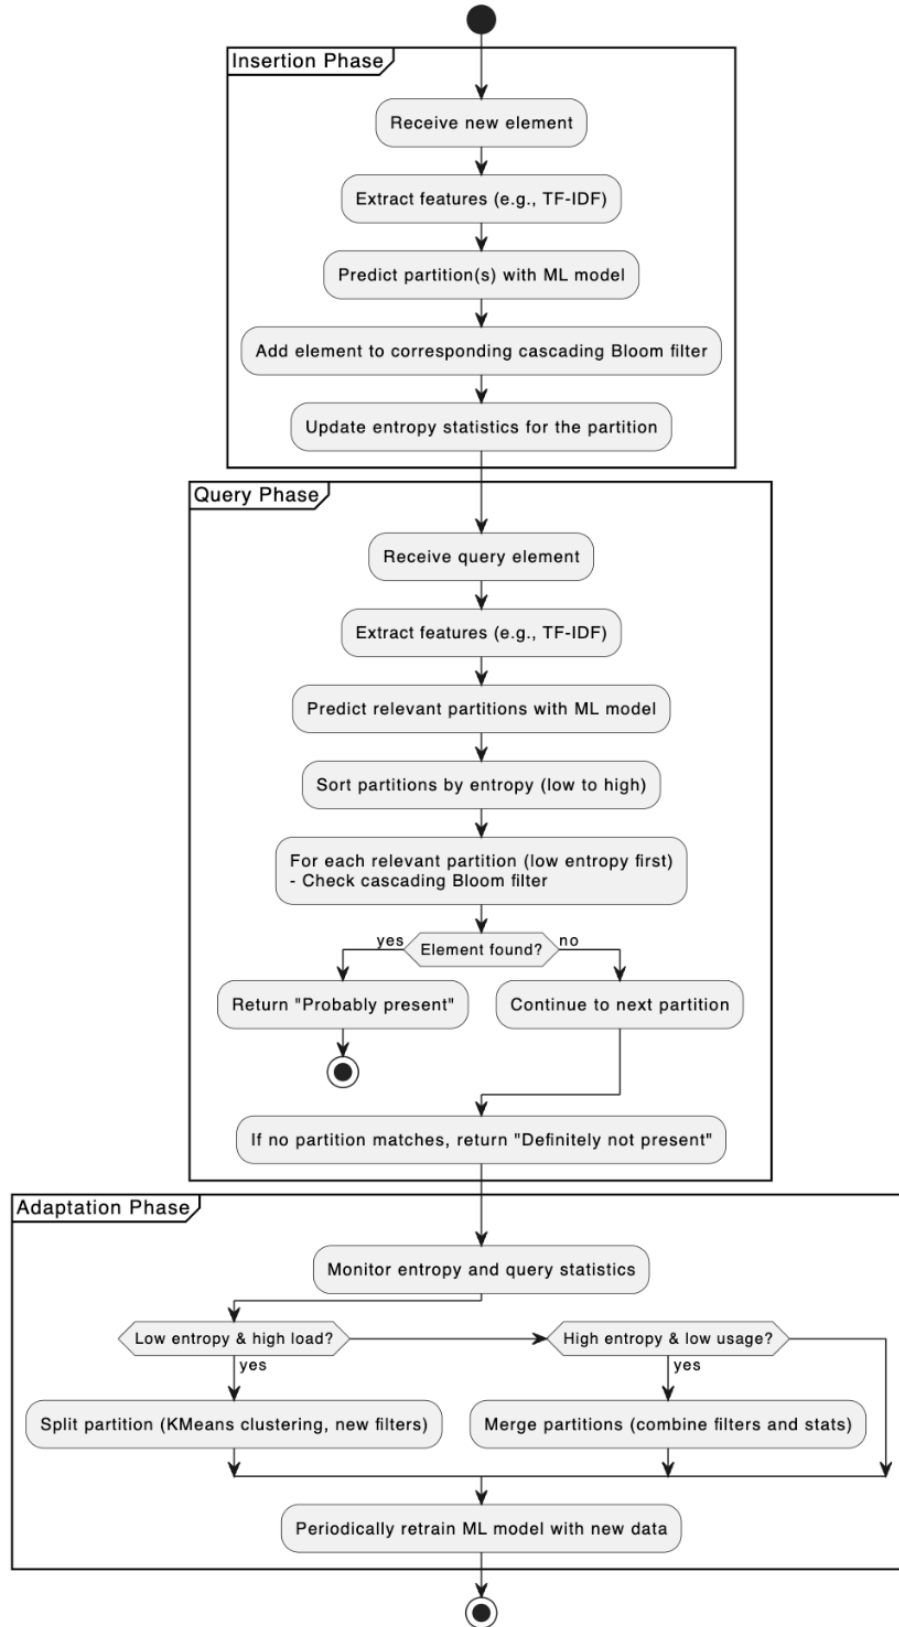 Insertion Phase
Receive new element
Extract features (e.g., TF-IDF)
Predict partition(s) with ML model
Add element to corresponding cascading Bloom filter
Update entropy statistics for the partition
Query Phase
Receive query element
Extract features (e.g., TF-IDF)
Predict relevant partitions with ML model
Sort partitions by entropy (low to high)
For each relevant partition (low entropy first)
- Check cascading Bloom filter
yes
Element found?
no
Return "Probably present"
Continue to next partition
If no partition matches, return "Definitely not present"
Adaptation Phase
Monitor entropy and query statistics
Low entropy & high load?
High entropy & low usage?
yes
yes
Split partition (KMeans clustering, new filters)
Merge partitions (combine filters and stats)
Periodically retrain ML model with new data